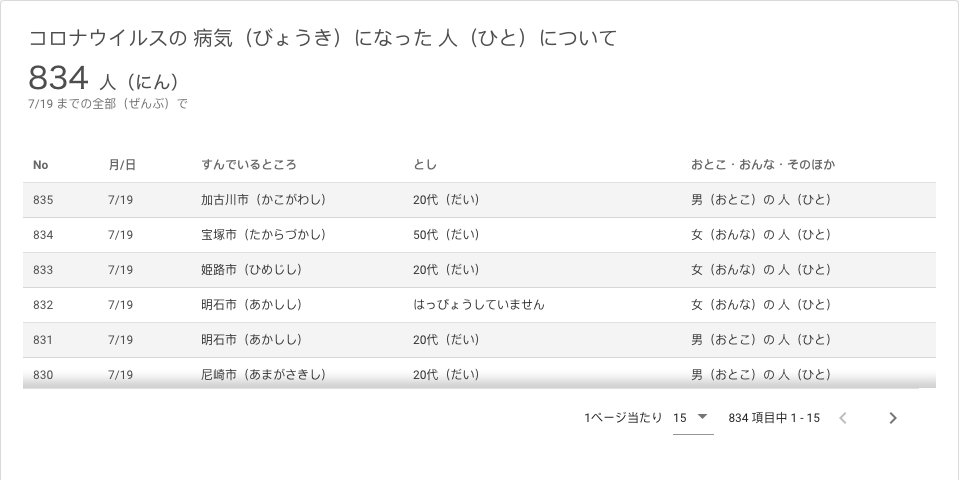 コロナウイルスの 病気（びょうき）になった 人（ひと）について
834 人（にん）
7/19 までの全部（ぜんぶ）で
No 月/日 すんでいるところ とし おとこ・おんな・そのほか
835 7/19 加古川市（かこがわし） 20代（だい） 男（おとこ）の 人（ひと）
834 7/19 宝塚市（たからづかし） 50代（だい） 女（おんな）の 人（ひと）
833 7/19 姫路市（ひめじし） 20代（だい） 女（おんな）の 人（ひと）
832 7/19 明石市（あかしし） はっぴょうしていません 女（おんな）の 人（ひと）
831 7/19 明石市（あかしし） 20代（だい） 男（おとこ）の 人（ひと）
830 7/19 尼崎市（あまがさきし） 20代（だい） 男（おとこ）の 人（ひと）
1ページ当たり 15 834 項目中 1 - 15